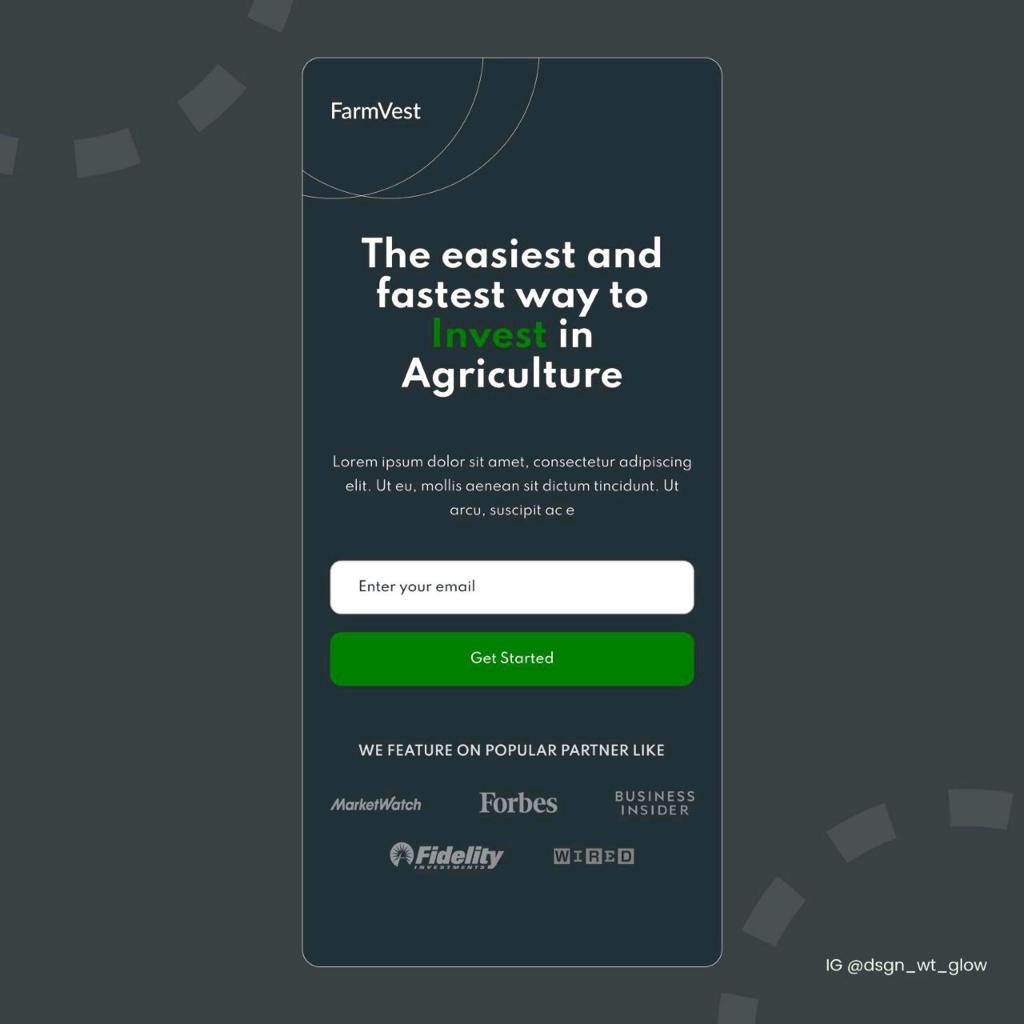 FarmVest
The easiest and
fastest way to
Invest in
Agriculture
Lorem ipsum dolor sit amet, consectetur adipiscing
elit. Ut eu, mollis aenean sit dictum tincidunt. Ut
arcu, suscipit ac e
Enter your email
Get Started
WE FEATURE ON POPULAR PARTNER LIKE
MarketWatch
Forbes
BUSINESS
INSIDER
Fidelity
INVESTMENTS
WIRED
IG @dsgn_wt_glow